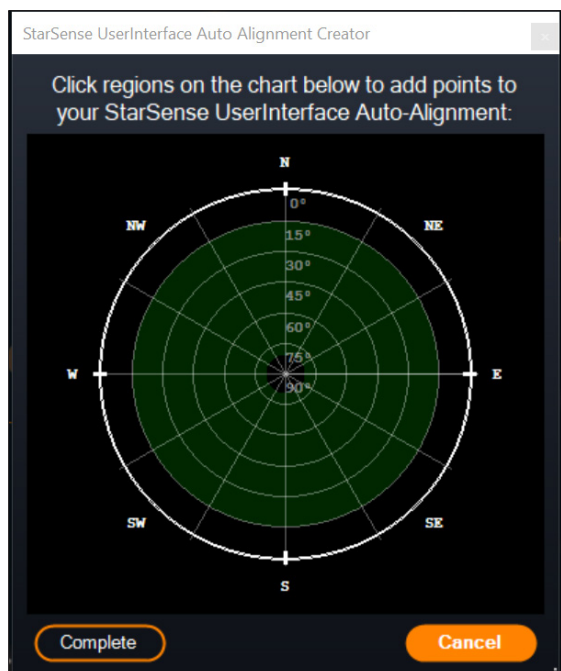 StarSense UserInterface Auto Alignment Creator
×
Click regions on the chart below to add points to
your StarSense UserInterface Auto-Alignment:
N
NW
NE
0°
15°
30°
45°
60°
75°
W
E
90°
SW
SE
S
Complete
Cancel